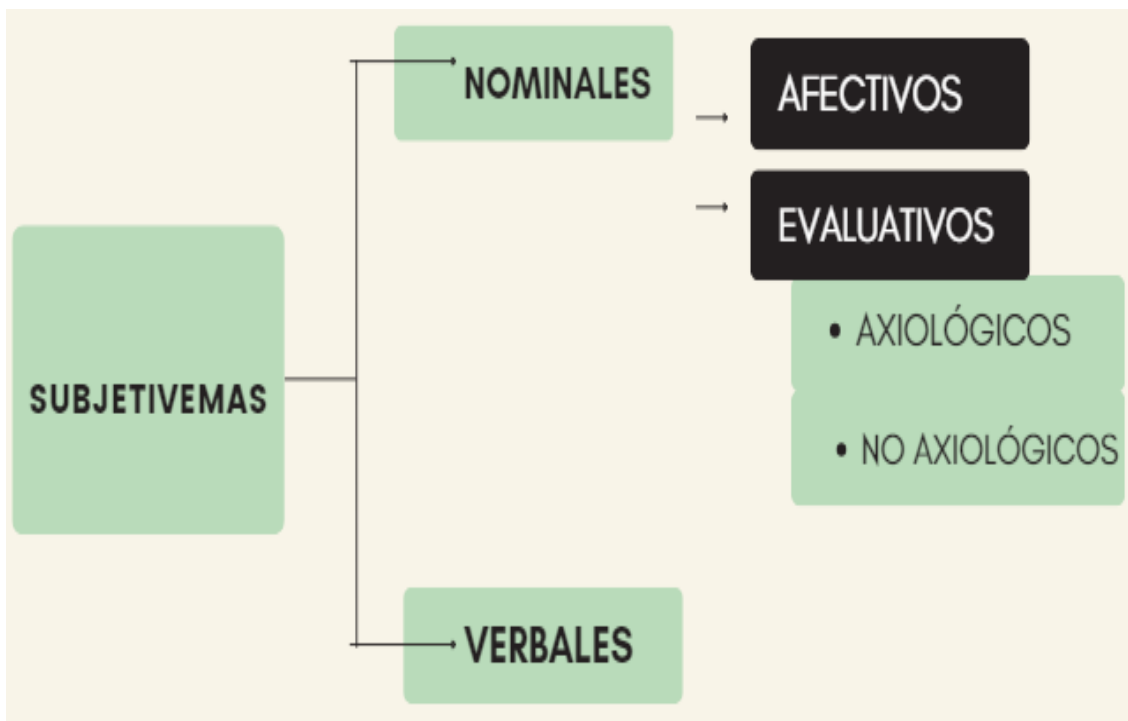 SUBJETIVEMAS
NOMINALES
AFECTIVOS
EVALUATIVOS
• AXIOLÓGICOS
• NO AXIOLÓGICOS
VERBALES